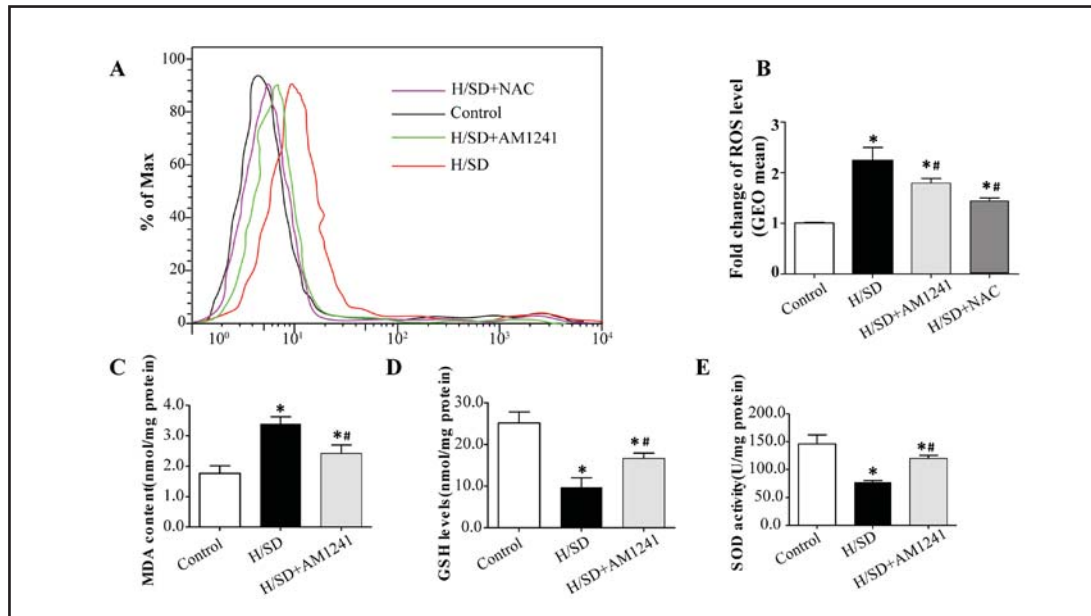 A
100
80
60
40
20
0
% of Max
10^0
10^1
10^2
10^3
10^4
H/SD+NAC
Control
H/SD+AM1241
H/SD
B
Fold change of ROS level
(GEO mean)
3
2
1
0
*
*#
*#
Control
H/SD
H/SD+AM1241
H/SD+NAC
C
MDA content(nmol/mg protein)
4.0
3.0
2.0
1.0
0.0
*
*#
Control
H/SD
H/SD+AM1241
D
GSH levels(nmol/mg protein)
30.0
20.0
10.0
0.0
*
*#
Control
H/SD
H/SD+AM1241
E
SOD activity(U/mg protein)
200.0
150.0
100.0
50.0
0.0
*
*#
Control
H/SD
H/SD+AM1241